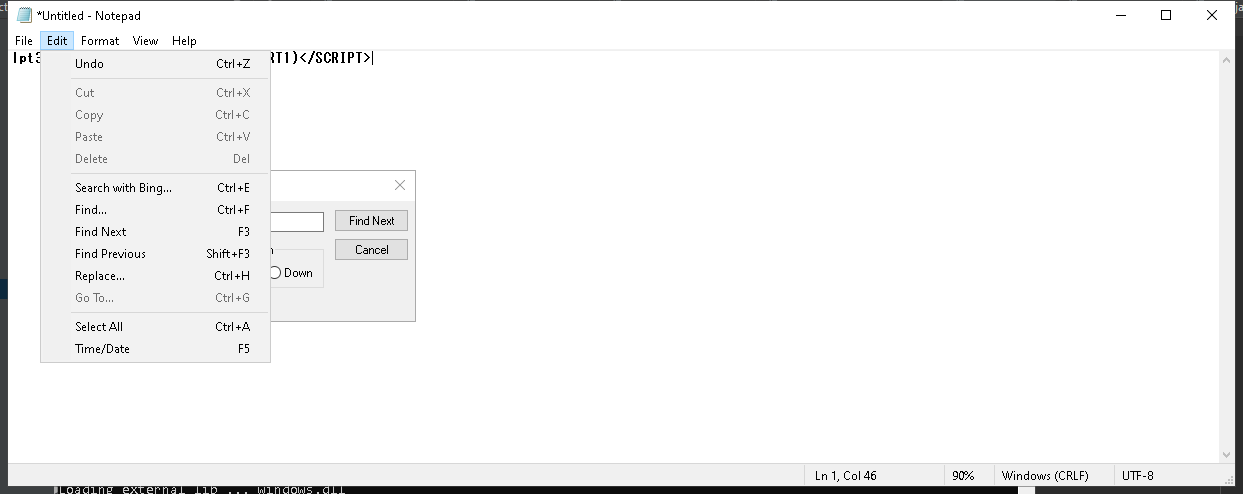 *Untitled - Notepad
File Edit Format View Help
lpt3 RT1)</SCRIPT>
Undo Ctrl+Z
Cut Ctrl+X
Copy Ctrl+C
Paste Ctrl+V
Delete Del
Search with Bing... Ctrl+E
Find... Ctrl+F
Find Next F3
Find Previous Shift+F3
Replace... Ctrl+H
Go To... Ctrl+G
Select All Ctrl+A
Time/Date F5
Find Next
Cancel
Down
Ln 1, Col 46 90% Windows (CRLF) UTF-8
Loading external lib ... windows.dll